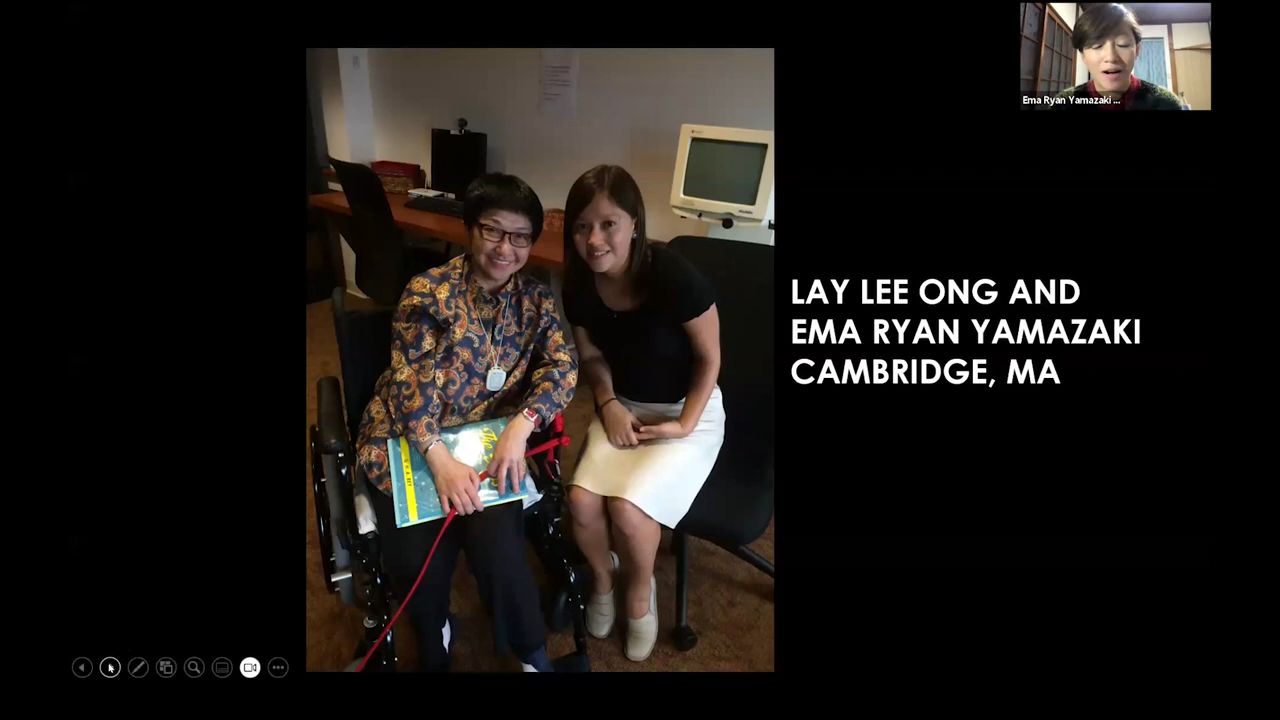 Ema Ryan Yamazaki ...
LAY LEE ONG AND
EMA RYAN YAMAZAKI
CAMBRIDGE, MA